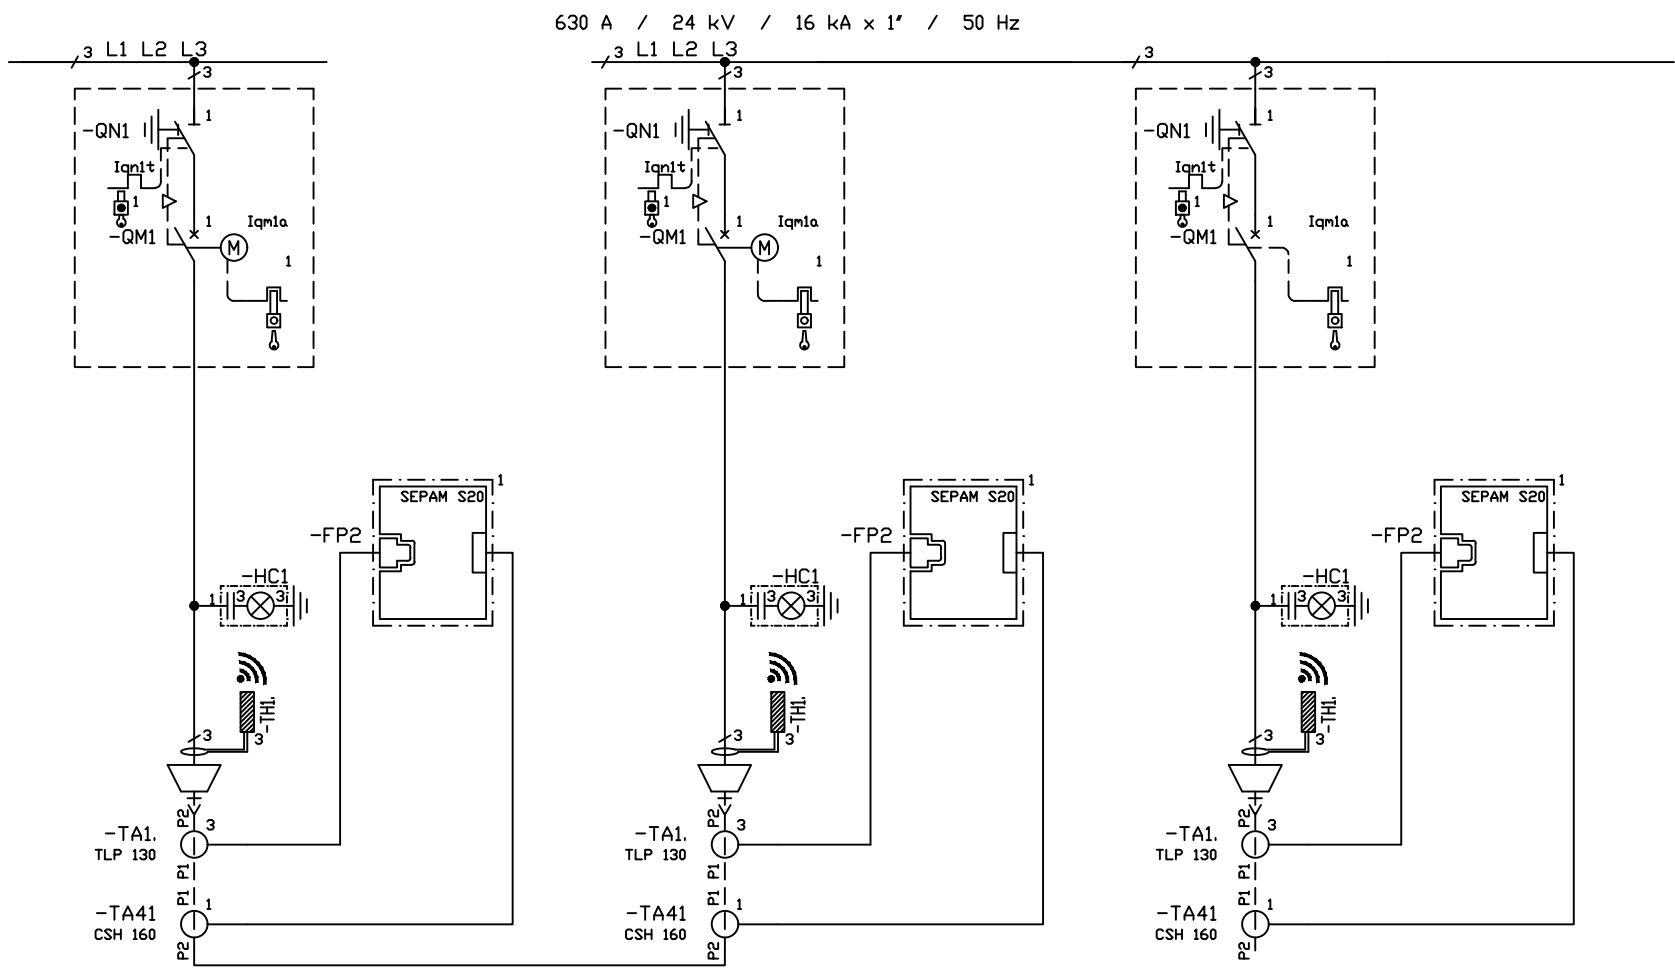 630 A / 24 kV / 16 kA x 1" / 50 Hz
3 L1 L2 L3
3 L1 L2 L3
3
3
3
3
1
1
1
-QN1
-QN1
-QN1
Iqn1t
Iqn1t
Iqn1t
1
1
1
-QM1
1
Iqm1a
-QM1
1
Iqm1a
-QM1
1
Iqm1a
M
M
1
1
1
1
1
1
SEPAM S20
SEPAM S20
SEPAM S20
-FP2
-FP2
-FP2
-HC1
-HC1
-HC1
1 3 3
1 3 3
1 3 3
-TH1.
-TH1.
-TH1.
3 3
3 3
3 3
P2
3
P2
3
P2
3
-TA1.
-TA1.
-TA1.
TLP 130
TLP 130
TLP 130
P1
P1
P1
P1
P1
P1
-TA41
1
-TA41
1
-TA41
1
CSH 160
CSH 160
CSH 160
P2
P2
P2